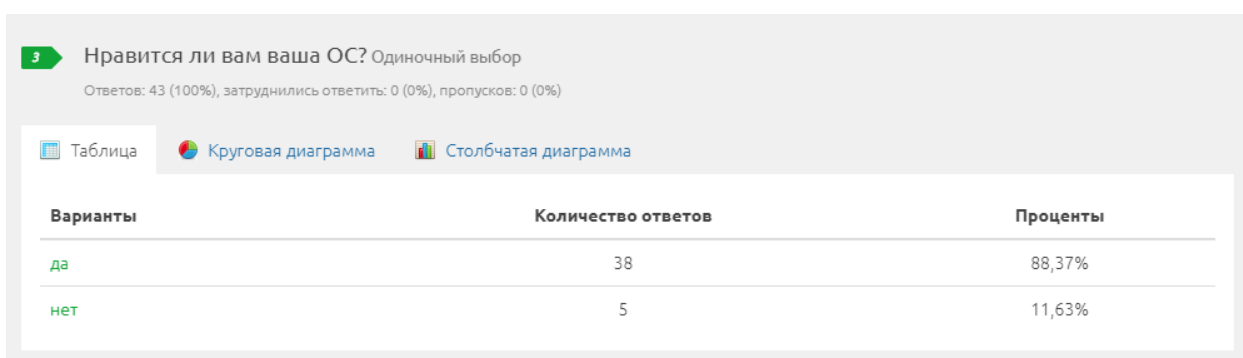 3 Нравится ли вам ваша ОС? Одиночный выбор
Ответов: 43 (100%), затруднились ответить: 0 (0%), пропусков: 0 (0%)
Таблица Круговая диаграмма Столбчатая диаграмма
Варианты Количество ответов Проценты
да 38 88,37%
нет 5 11,63%